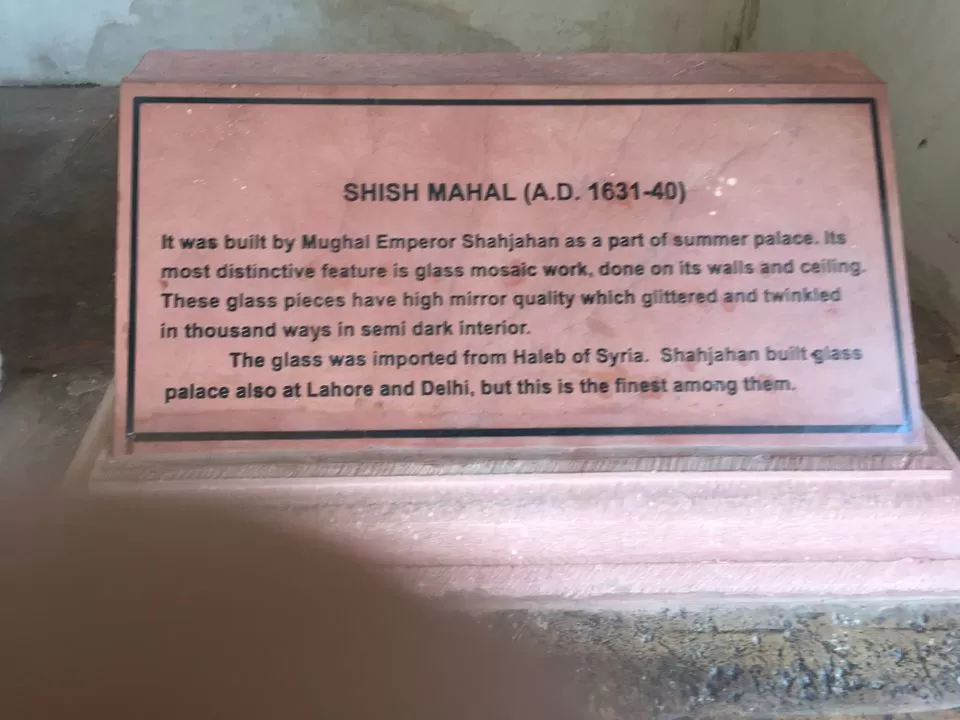 SHISH MAHAL (A.D. 1631-40)
It was built by Mughal Emperor Shahjahan as a part of summer palace. Its
most distinctive feature is glass mosaic work, done on its walls and ceiling.
These glass pieces have high mirror quality which glittered and twinkled
in thousand ways in semi dark interior.
The glass was imported from Haleb of Syria. Shahjahan built glass
palace also at Lahore and Delhi, but this is the finest among them.